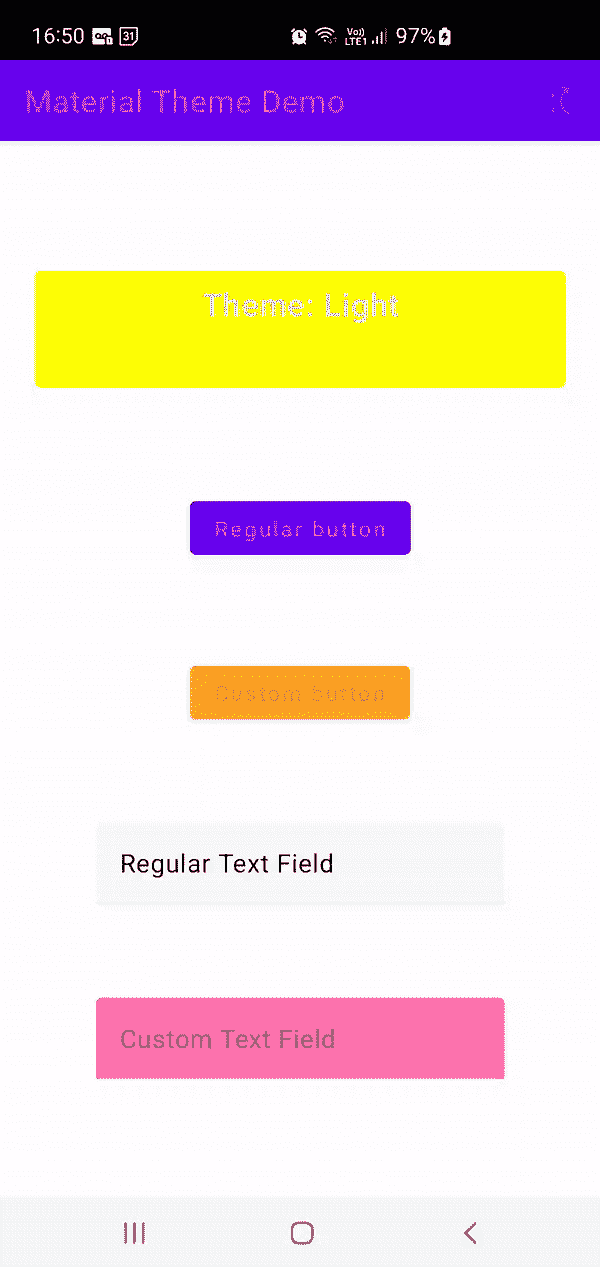 16:50 31 Vo)) LTE1 97%
Material Theme Demo
Theme: Light
Regular button
Custom button
Regular Text Field
Custom Text Field